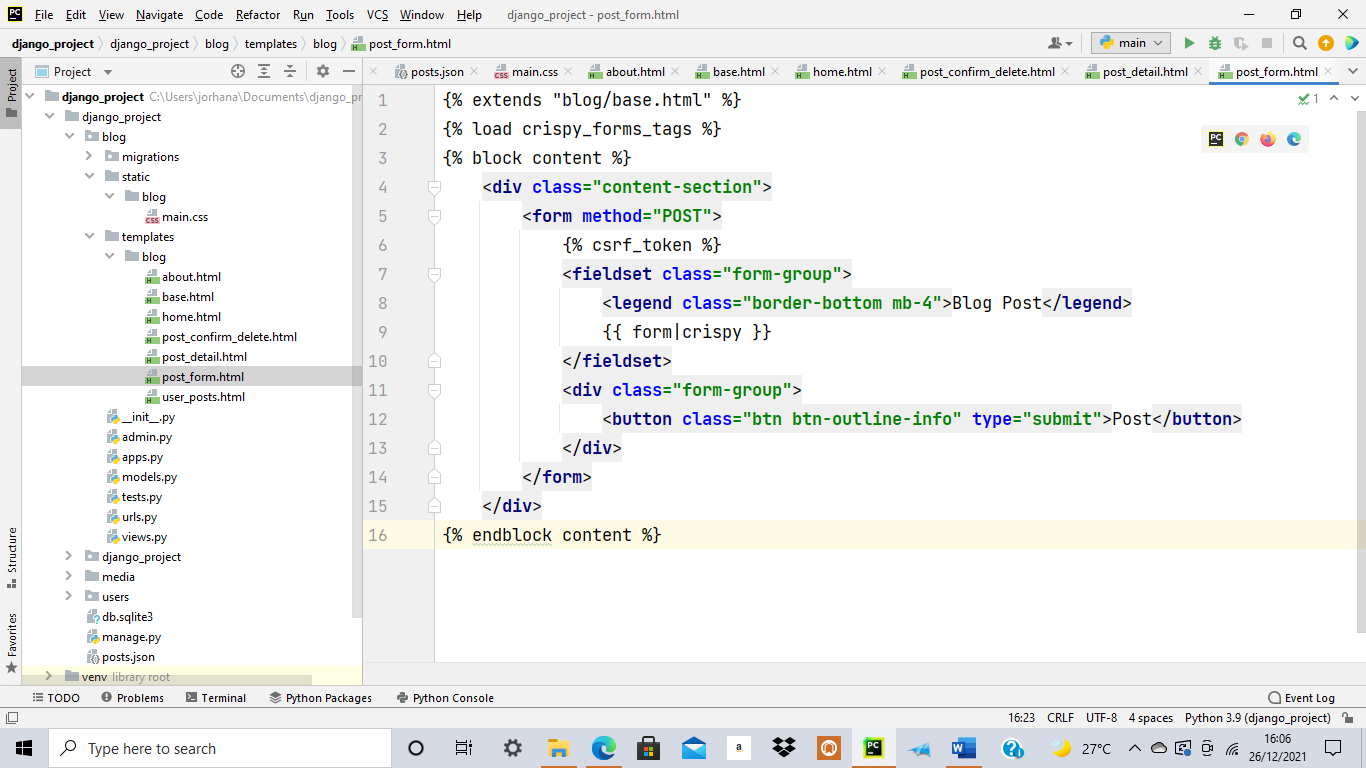 PC File Edit View Navigate Code Refactor Run Tools VCS Window Help django_project - post_form.html
django_project django_project blog templates blog post_form.html main
Project posts.json main.css about.html base.html home.html post_confirm_delete.html post_detail.html post_form.html
Project
django_project C:\Users\jorhana\Documents\django_pr
django_project
blog
migrations
static
blog
main.css
templates
blog
about.html
base.html
home.html
post_confirm_delete.html
post_detail.html
post_form.html
user_posts.html
__init__.py
admin.py
apps.py
models.py
tests.py
urls.py
views.py
django_project
media
users
db.sqlite3
manage.py
posts.json
venv library root
Structure
Favorites
1 {% extends "blog/base.html" %}
2 {% load crispy_forms_tags %}
3 {% block content %}
4 <div class="content-section">
5 <form method="POST">
6 {% csrf_token %}
7 <fieldset class="form-group">
8 <legend class="border-bottom mb-4">Blog Post</legend>
9 {{ form|crispy }}
10 </fieldset>
11 <div class="form-group">
12 <button class="btn btn-outline-info" type="submit">Post</button>
13 </div>
14 </form>
15 </div>
16 {% endblock content %}
1
PC
TODO Problems Terminal Python Packages Python Console Event Log
16:23 CRLF UTF-8 4 spaces Python 3.9 (django_project)
Type here to search a PC W 27°C 16:06
26/12/2021